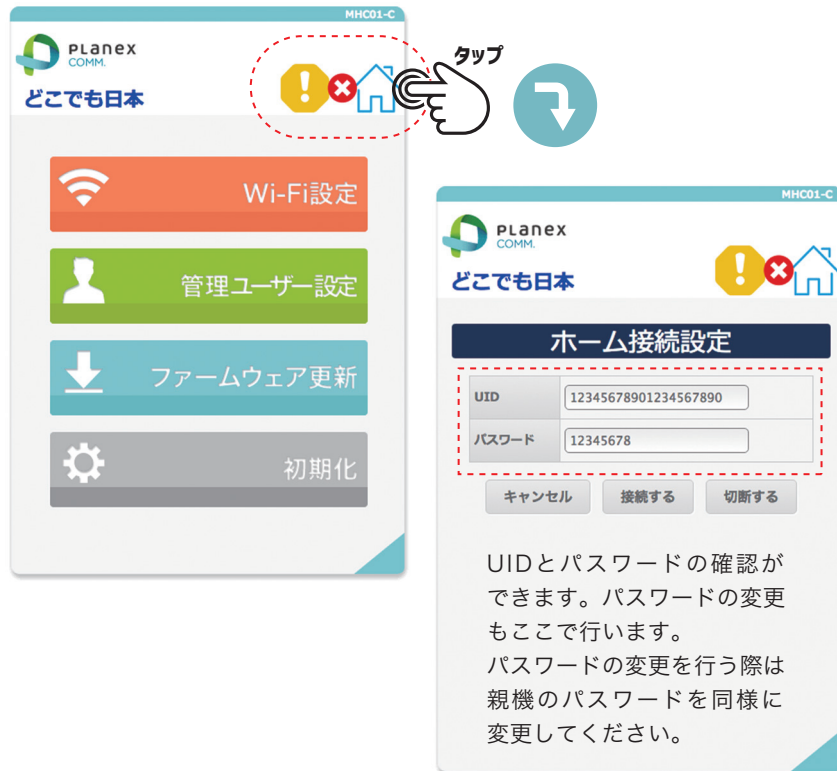 MHC01-C
PLanex
COMM.
どこでも日本
タップ
Wi-Fi設定
管理ユーザー設定
ファームウェア更新
初期化
MHC01-C
PLanex
COMM.
どこでも日本
ホーム接続設定
UID 12345678901234567890
パスワード 12345678
キャンセル 接続する 切断する
UIDとパスワードの確認が
できます。パスワードの変更
もここで行います。
パスワードの変更を行う際は
親機のパスワードを同様に
変更してください。